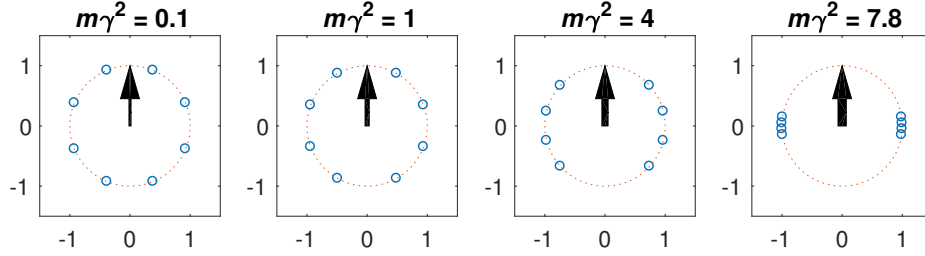 mγ² = 0.1 mγ² = 1 mγ² = 4 mγ² = 7.8
1 1 1 1
0 0 0 0
-1 -1 -1 -1
-1 0 1 -1 0 1 -1 0 1 -1 0 1